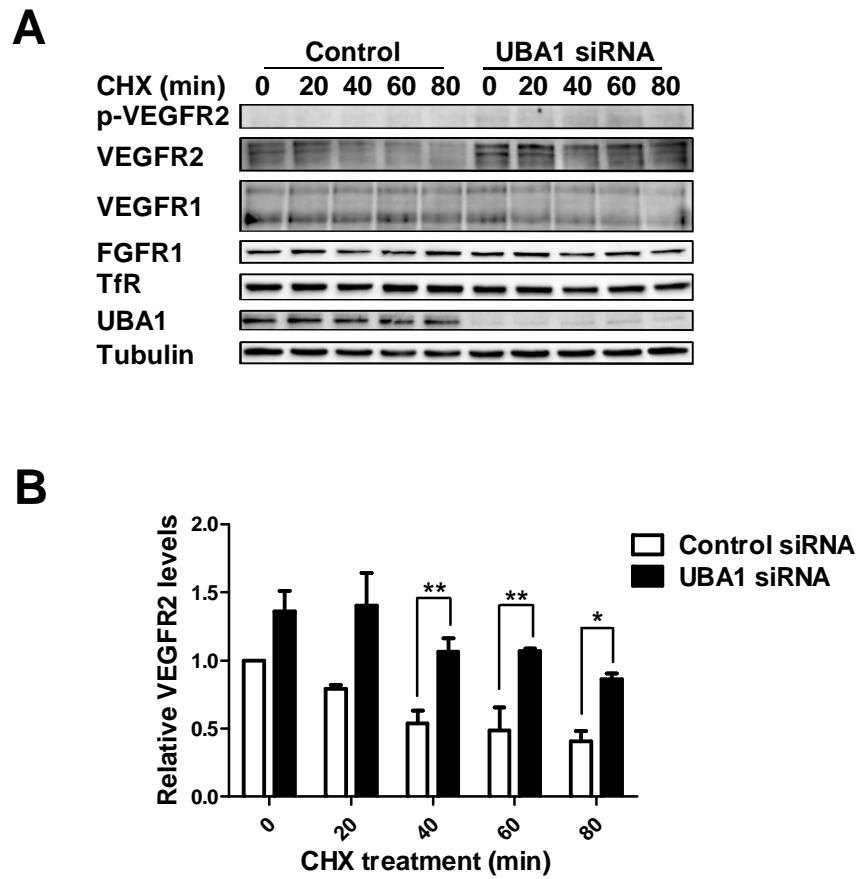 A
Control UBA1 siRNA
CHX (min) 0 20 40 60 80 0 20 40 60 80
p-VEGFR2
VEGFR2
VEGFR1
FGFR1
TfR
UBA1
Tubulin
B
Relative VEGFR2 levels
2.0
1.5
1.0
0.5
0.0
** ** *
Control siRNA
UBA1 siRNA
0 20 40 60 80
CHX treatment (min)